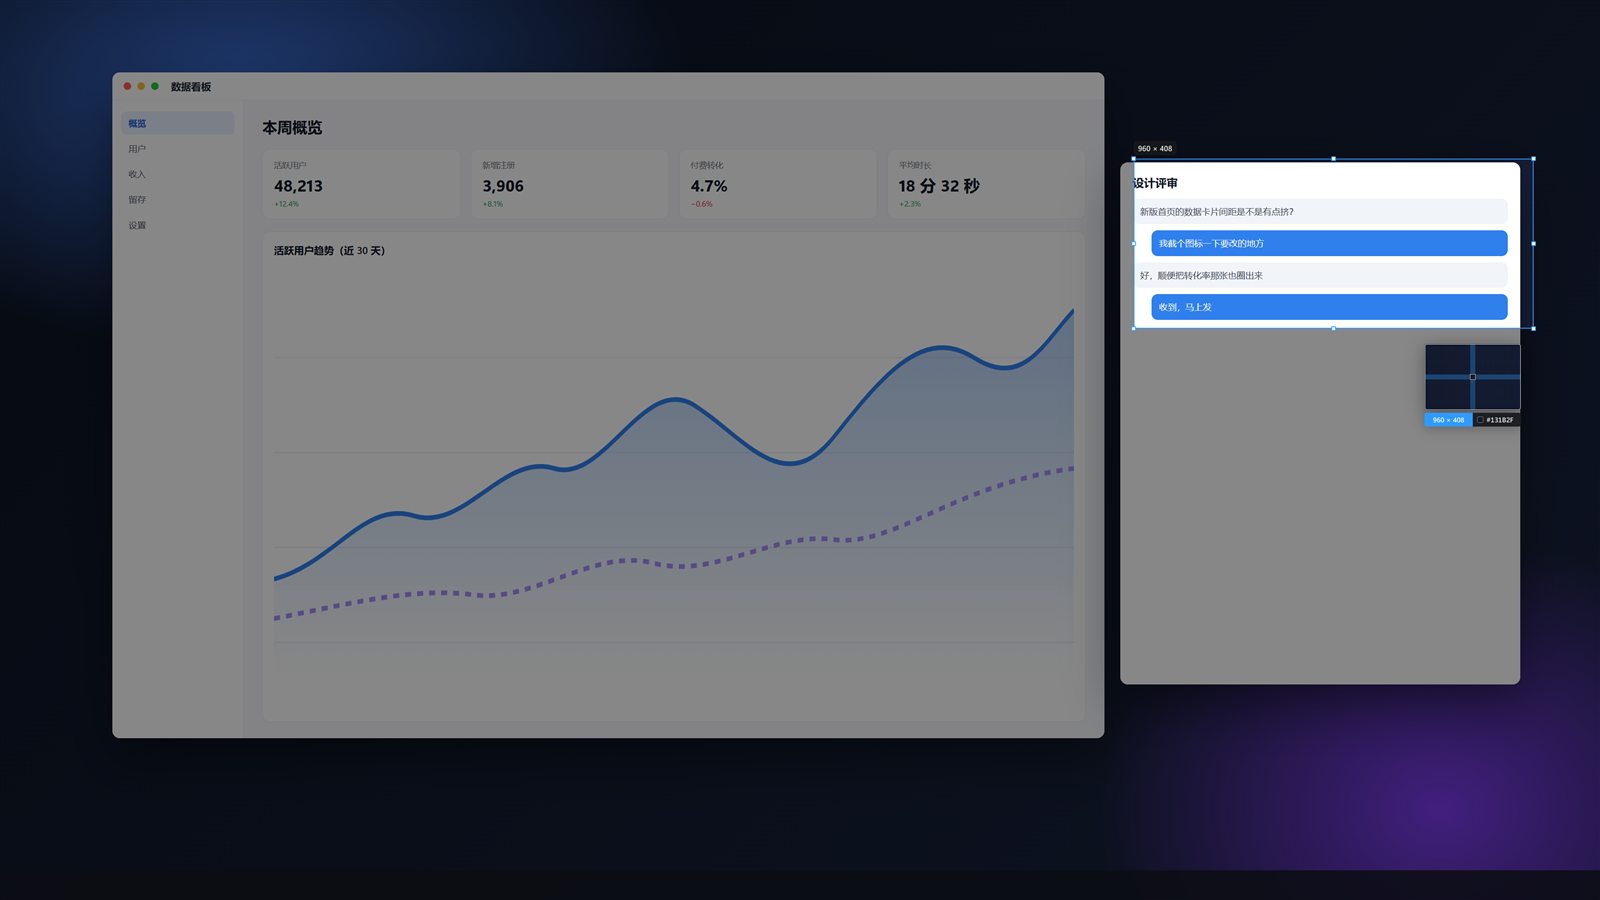 数据看板
概览
用户
收入
留存
设置
本周概览
活跃用户
48,213
+12.4%
新增注册
3,906
+8.1%
付费转化
4.7%
−0.6%
平均时长
18 分 32 秒
+2.3%
活跃用户趋势（近 30 天）
960 × 408
设计评审
新版首页的数据卡片间距是不是有点挤?
我截个图标一下要改的地方
好，顺便把转化率那张也圈出来
收到，马上发
960 × 408
#131B2F